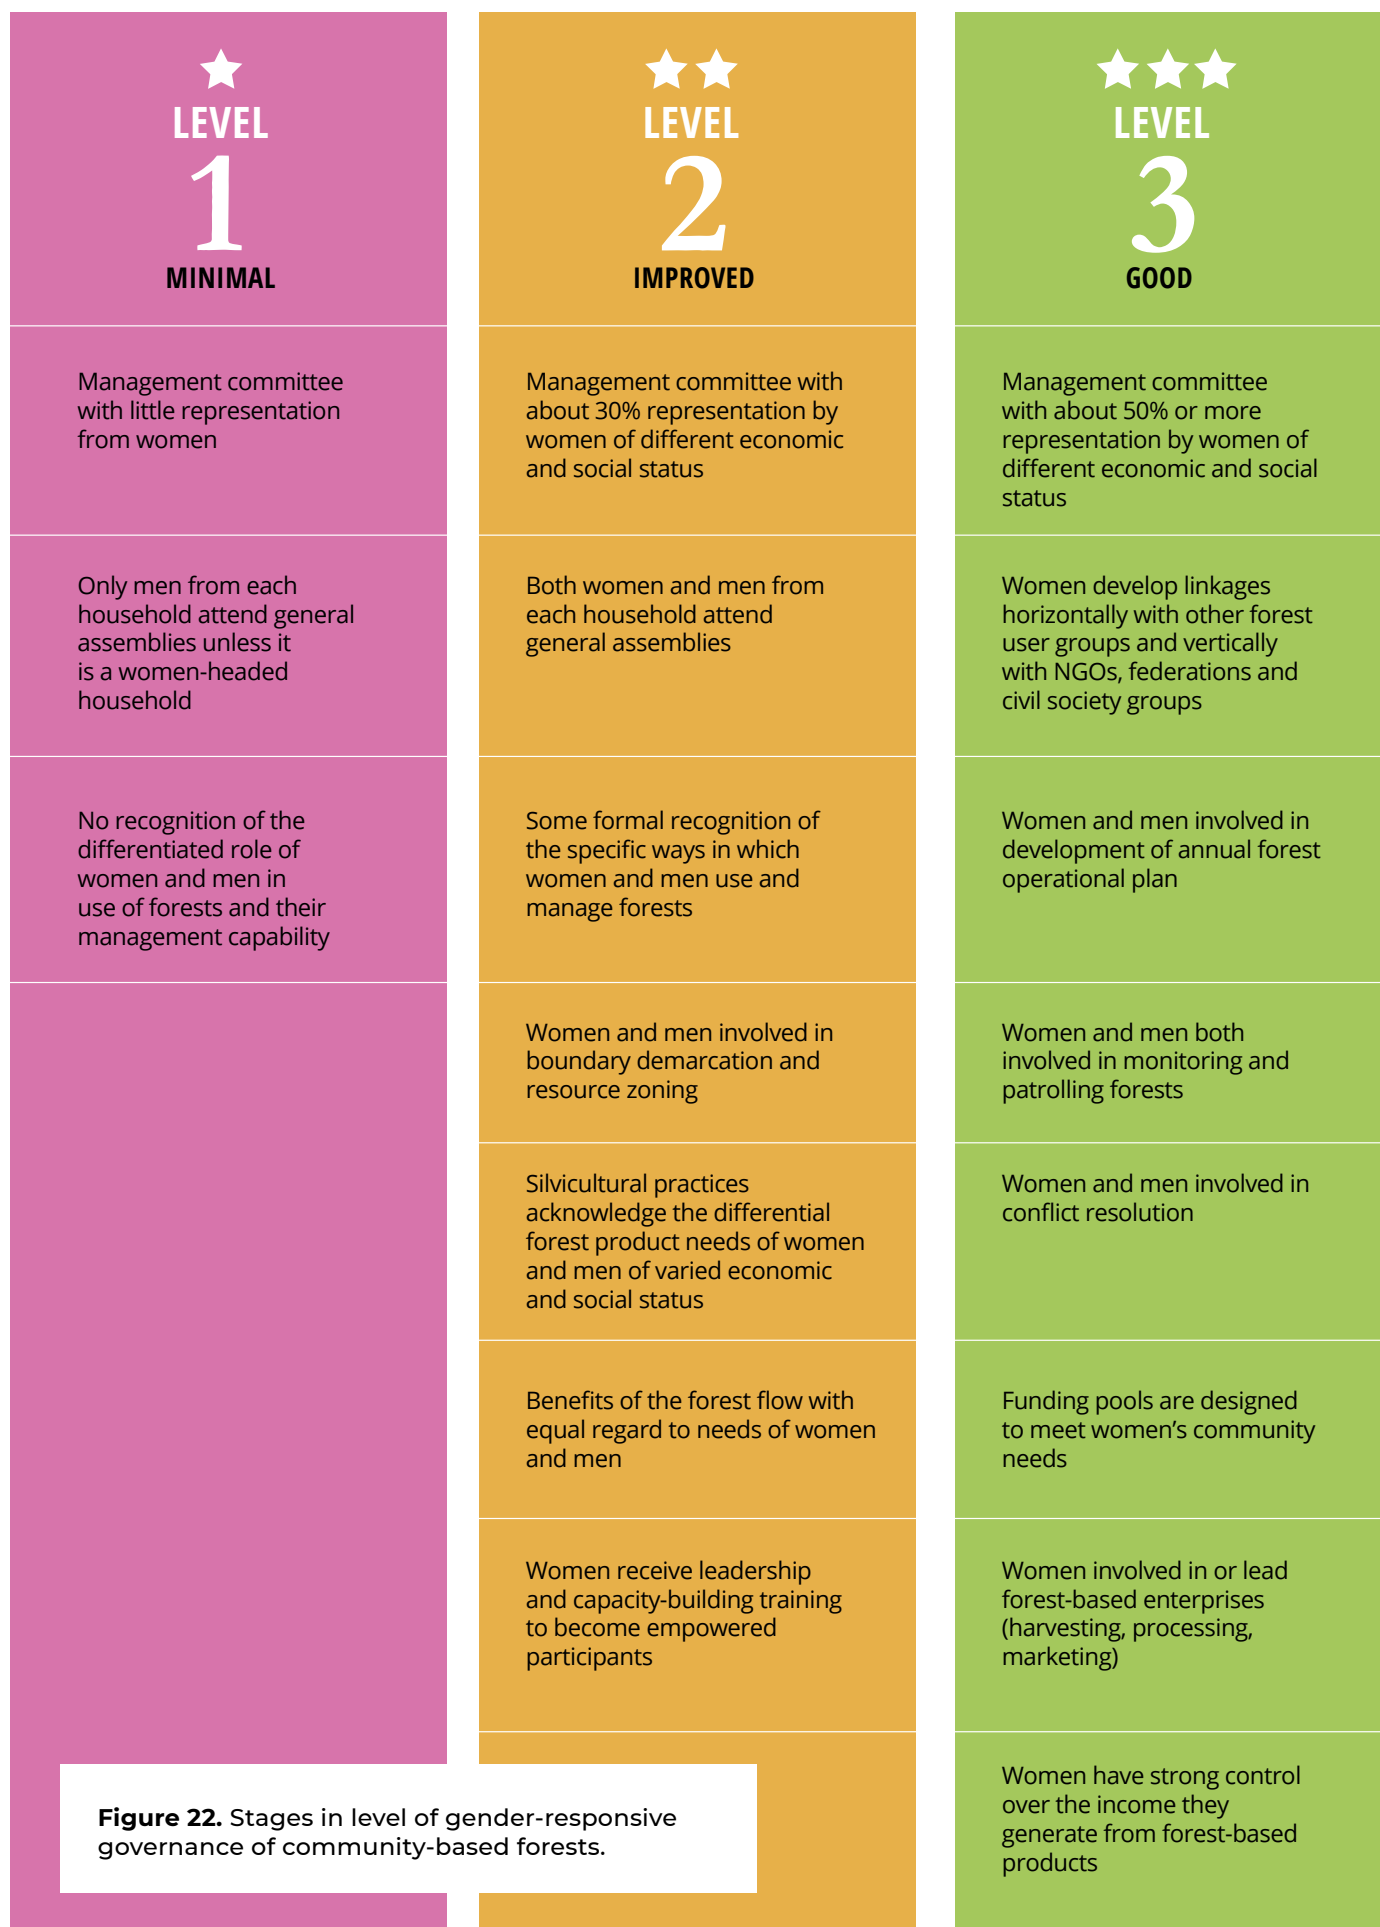 LEVEL
1
MINIMAL
Management committee
with little representation
from women
Only men from each
household attend general
assemblies unless it
is a women-headed
household
No recognition of the
differentiated role of
women and men in
use of forests and their
management capability
LEVEL
2
IMPROVED
Management committee with
about 30% representation by
women of different economic
and social status
Both women and men from
each household attend
general assemblies
Some formal recognition of
the specific ways in which
women and men use and
manage forests
Women and men involved in
boundary demarcation and
resource zoning
Silvicultural practices
acknowledge the differential
forest product needs of women
and men of varied economic
and social status
Benefits of the forest flow with
equal regard to needs of women
and men
Women receive leadership
and capacity-building training
to become empowered
participants
LEVEL
3
GOOD
Management committee
with about 50% or more
representation by women of
different economic and social
status
Women develop linkages
horizontally with other forest
user groups and vertically
with NGOs, federations and
civil society groups
Women and men involved in
development of annual forest
operational plan
Women and men both
involved in monitoring and
patrolling forests
Women and men involved in
conflict resolution
Funding pools are designed
to meet women’s community
needs
Women involved in or lead
forest-based enterprises
(harvesting, processing,
marketing)
Women have strong control
over the income they
generate from forest-based
products
Figure 22. Stages in level of gender-responsive
governance of community-based forests.